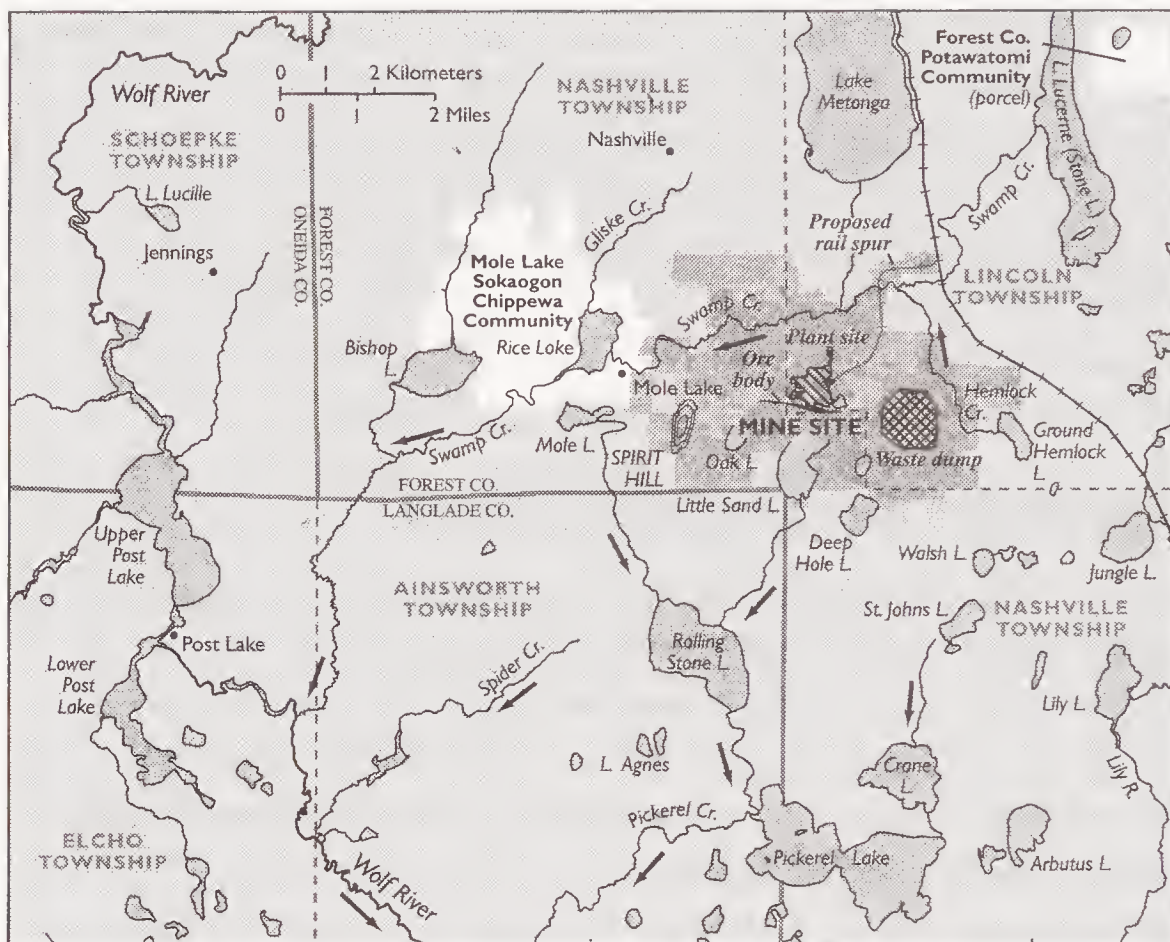 Wolf River
0 1 2 Kilometers
2 Miles
SCHOEPKE
TOWNSHIP
L. Lucille
Jennings
ONEIDA CO.
FOREST CO.
NASHVILLE
TOWNSHIP
Nashville
Gliske Cr.
Mole Lake
Sokaogon
Chippewa
Community
Bishop
L.
Rice Lake
Swamp Cr.
Mole Lake
Mole L.
Swamp Cr.
Lake
Metonga
Forest Co.
Potawatomi
Community
(parcel)
L. Lucerne (Stone L.)
Swamp Cr.
Proposed
rail spur
LINCOLN
TOWNSHIP
Plant site
Ore
body
MINE SITE
Hemlock
Cr.
Ground
Hemlock
L.
Waste dump
SPIRIT
HILL
Oak L.
FOREST CO.
LANGLADE CO.
Little Sand L.
Deep
Hole L.
Walsh L.
Jungle L.
Upper
Post
Lake
AINSWORTH
TOWNSHIP
St. Johns L.
NASHVILLE
TOWNSHIP
Post Lake
Rolling
Stone L.
Lower
Post
Lake
Spider Cr.
Lily L.
L. Agnes
Crane
L.
Lily R.
Pickerel Cr.
ELCHO
TOWNSHIP
Pickerel Lake
Arbutus L.
Wolf River